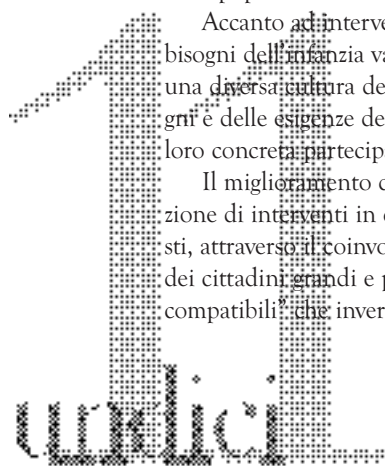 Accanto ad interve
bisogni dell'infanzia va
una diversa cultura de
gni e delle esigenze de
loro concreta partecip
Il miglioramento d
zione di interventi in
sti, attraverso il coinvo
dei cittadini grandi e p
compatibili” che inver
11
undici